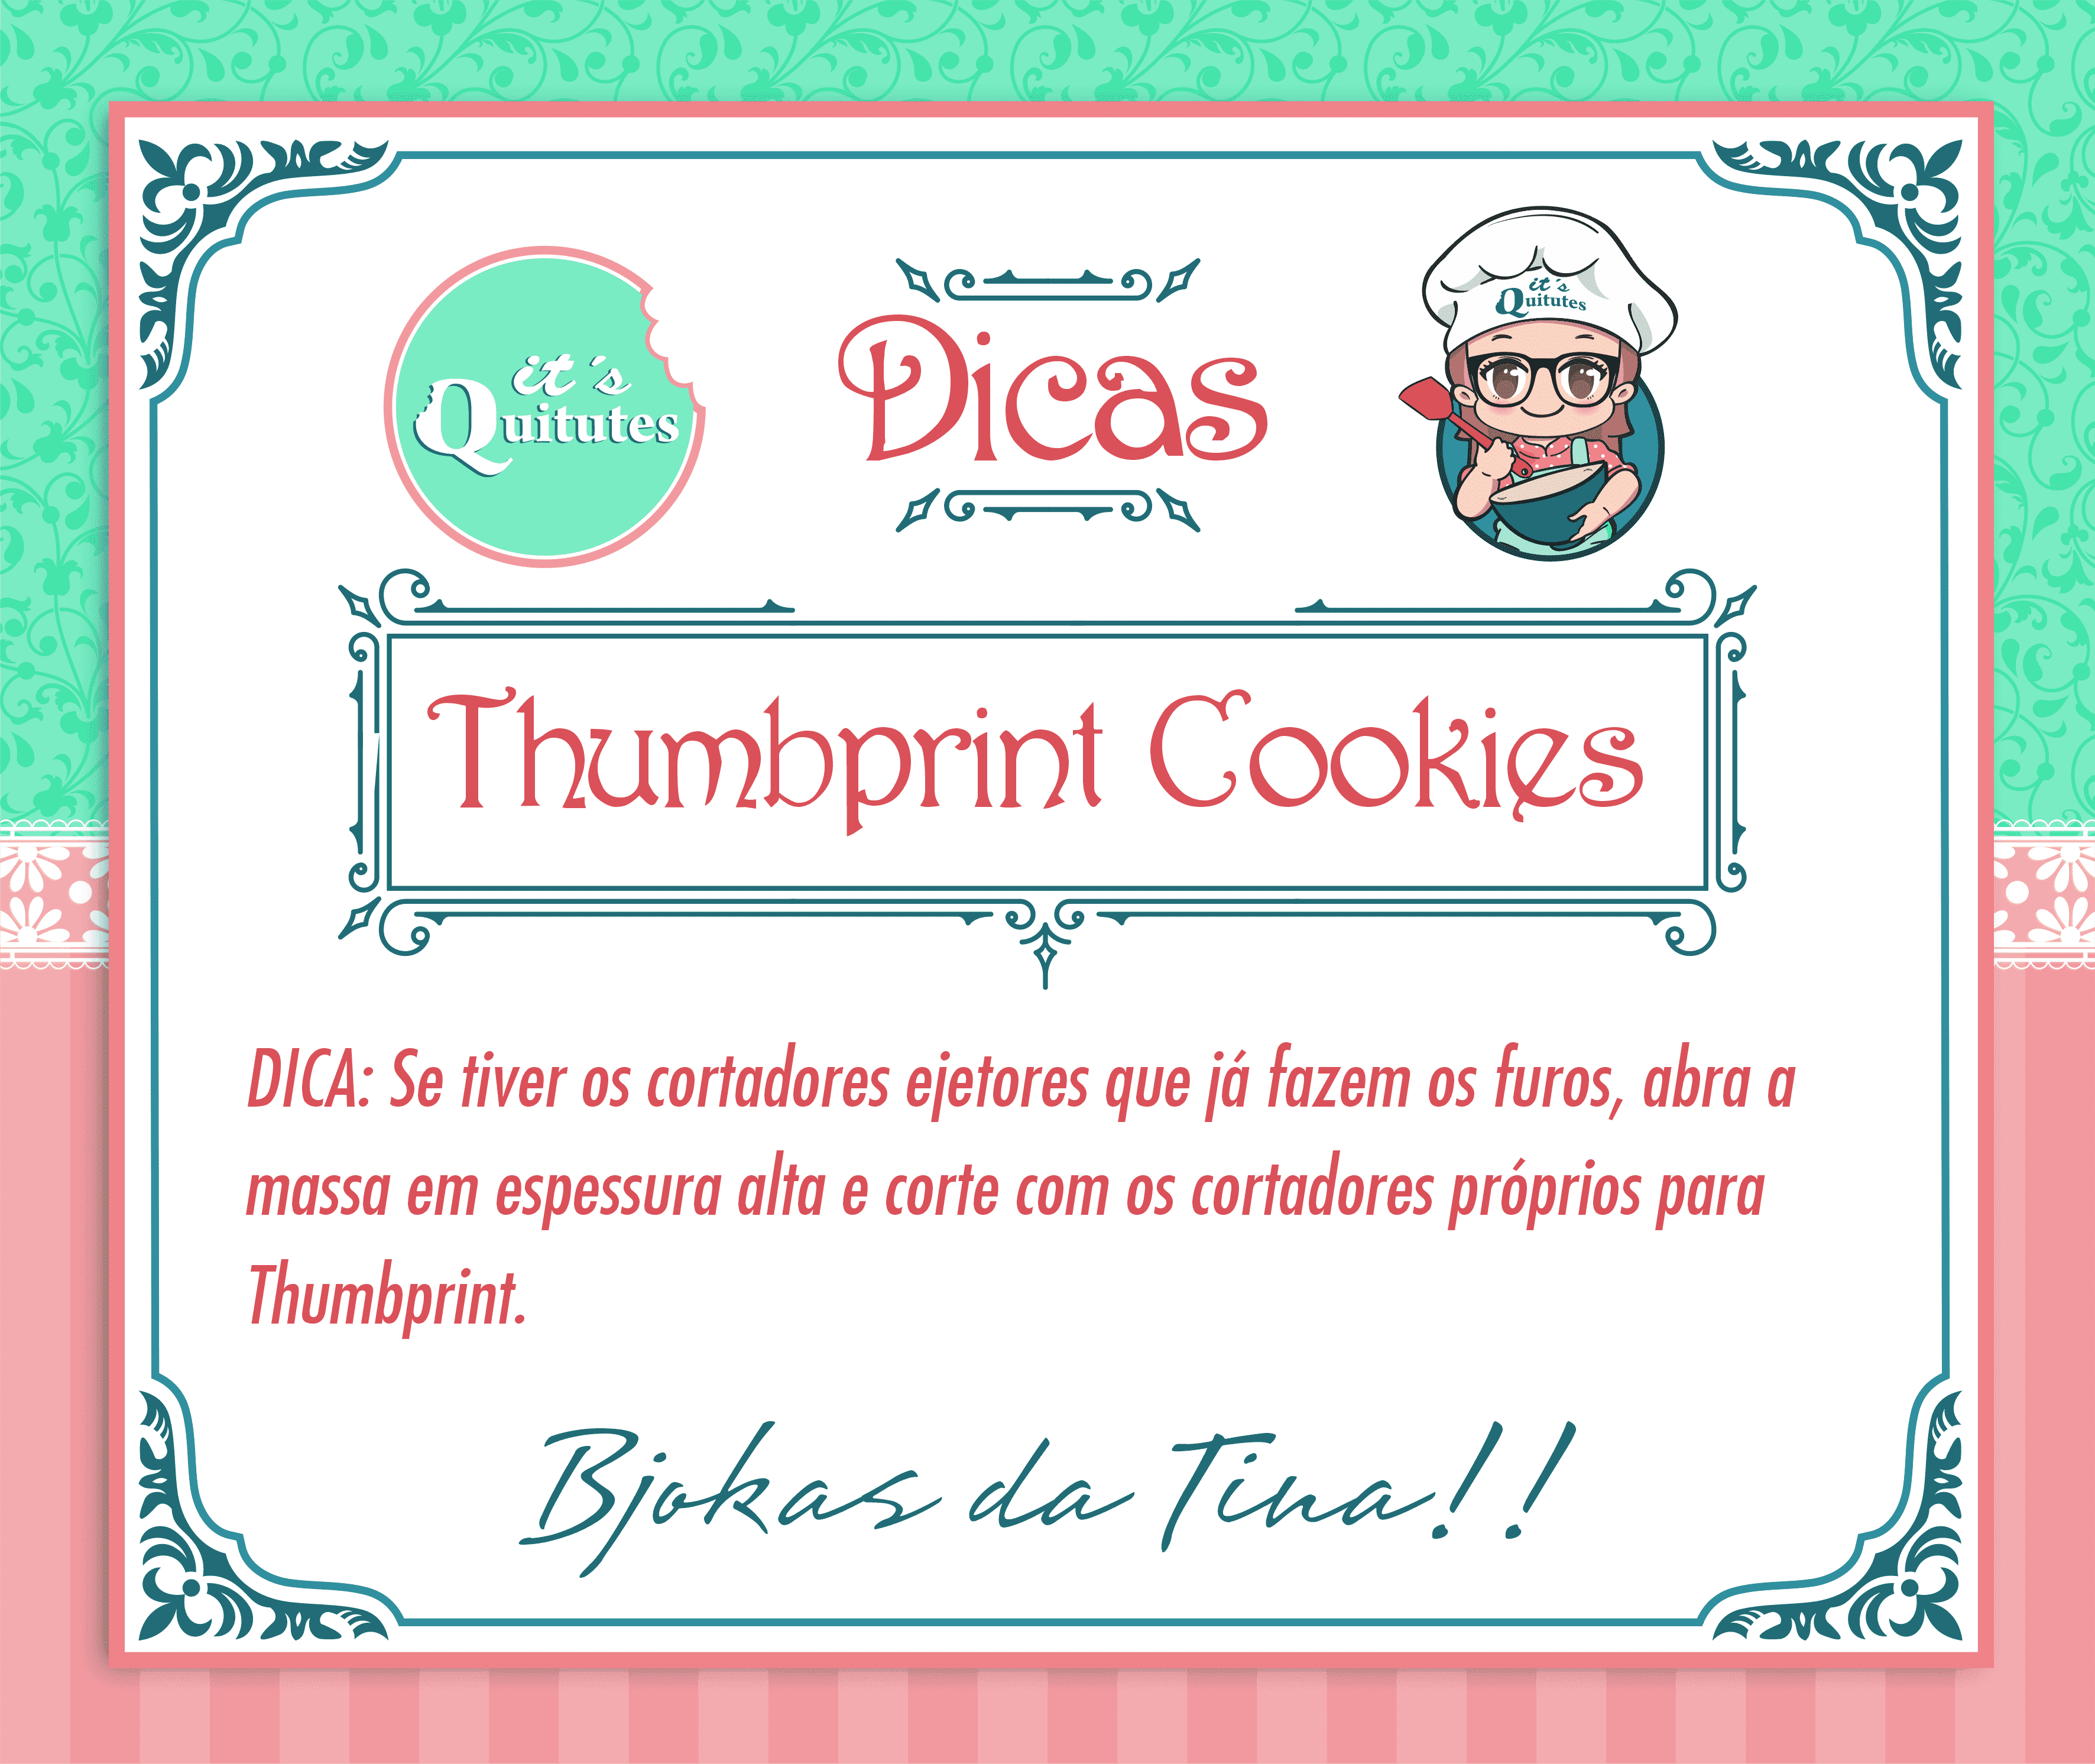 it's
Quitutes
Dicas
it's
Quitutes
Thumbprint Cookies
DICA: Se tiver os cortadores ejetores que já fazem os furos, abra a
massa em espessura alta e corte com os cortadores próprios para
Thumbprint.
Bjokas da Tina!!